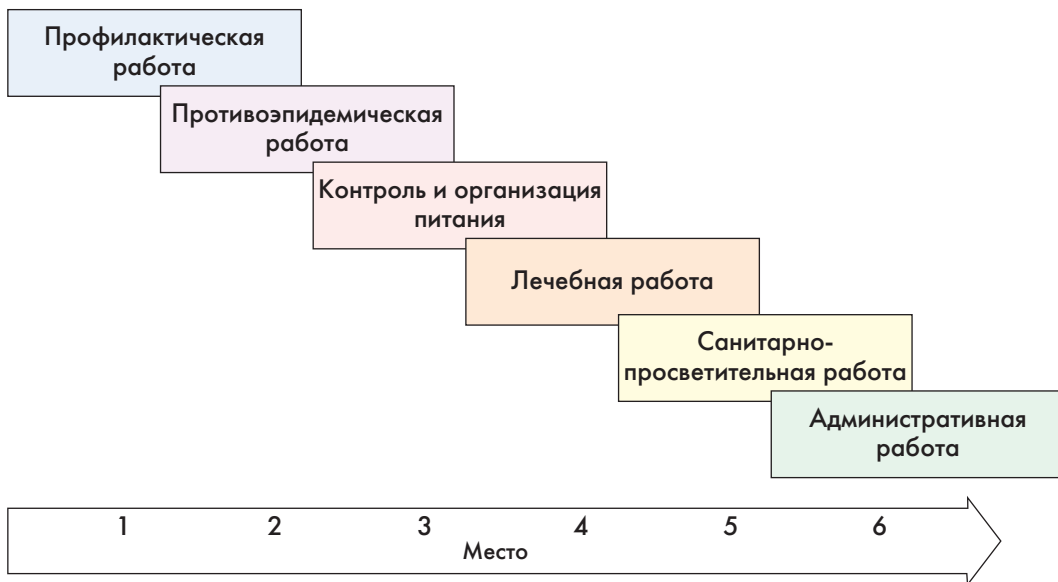 Профилактическая
работа
Противоэпидемическая
работа
Контроль и организация
питания
Лечебная работа
Санитарно-
просветительная работа
Административная
работа
1 2 3 4 5 6
Место